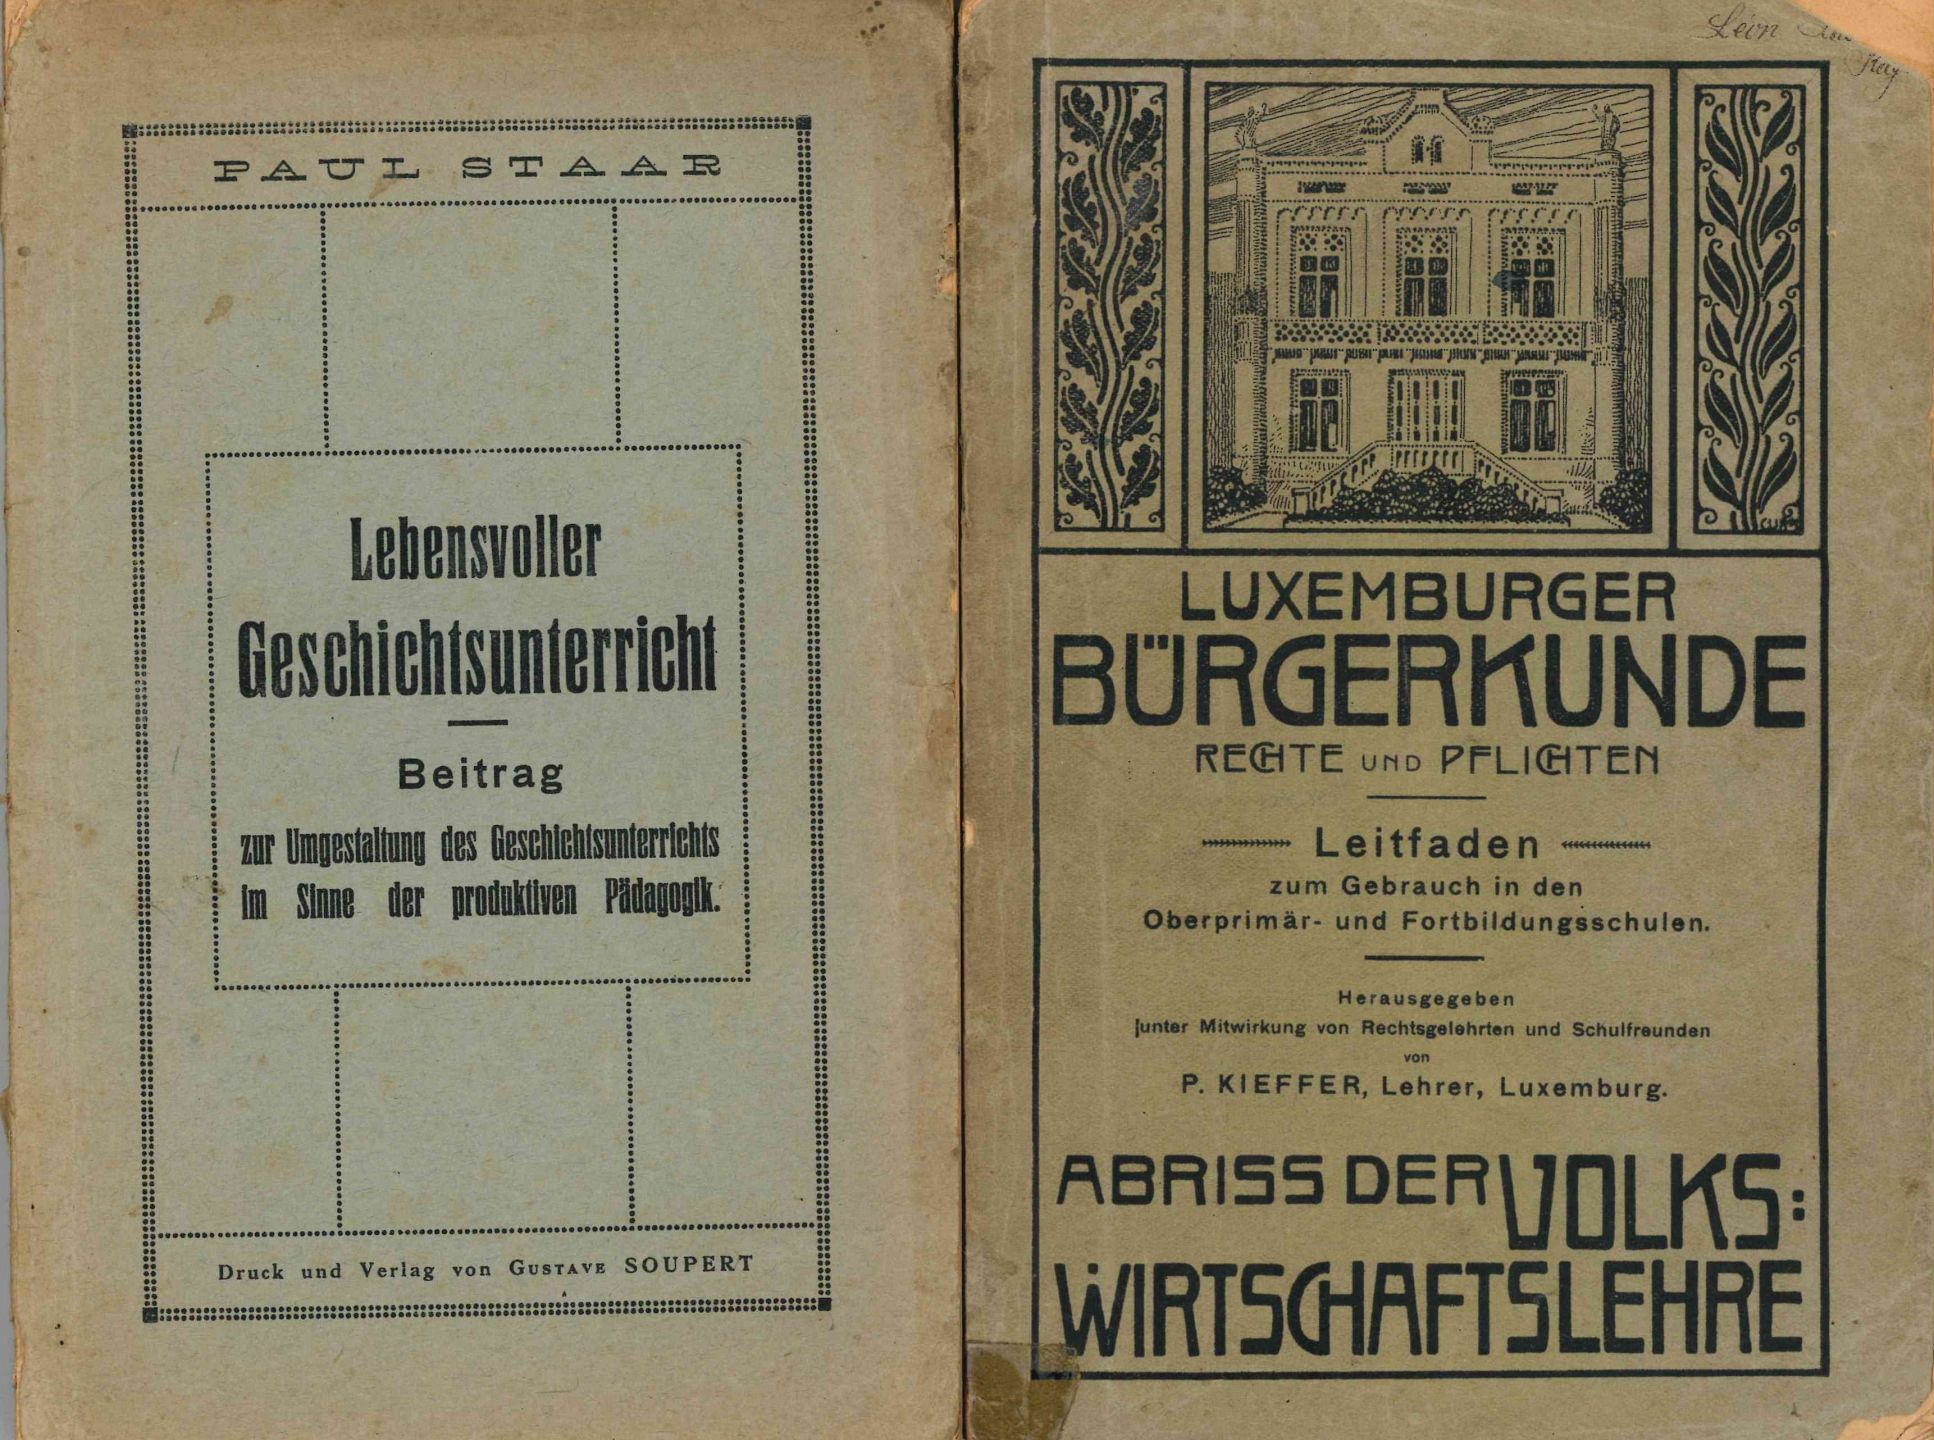 PAUL STAAR
Lebensvoller
Geschichtsunterricht
Beitrag
zur Umgestaltung des Geschichtsunterrichts
im Sinne der produktiven Pädagogik.
Druck und Verlag von GUSTAVE SOUPERT
Léon
LUXEMBURGER
BÜRGERKUNDE
RECHTE UND PFLICHTEN
Leitfaden
zum Gebrauch in den
Oberprimär- und Fortbildungsschulen.
Herausgegeben
unter Mitwirkung von Rechtsgelehrten und Schulfreunden
von
P. KIEFFER, Lehrer, Luxemburg.
ABRISS DER VOLKS:
WIRTSCHAFTSLEHRE